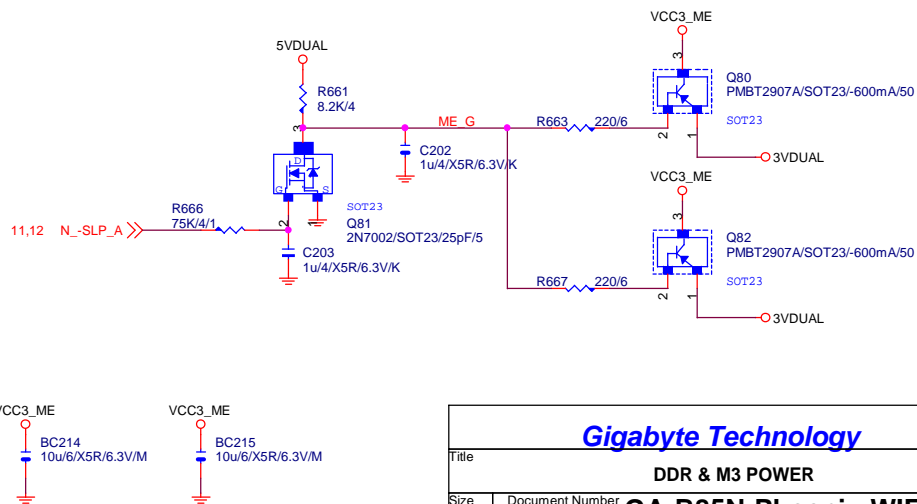 VCC3_ME
3
Q80
PMBT2907A/SOT23/-600mA/50
SOT23
2
1
3VDUAL
5VDUAL
R661
8.2K/4
3
ME_G
R663
220/6
C202
1u/4/X5R/6.3V/K
D
G
S
SOT23
Q81
2N7002/SOT23/25pF/5
2
1
11,12
N_-SLP_A
R666
75K/4/1
C203
1u/4/X5R/6.3V/K
VCC3_ME
3
Q82
PMBT2907A/SOT23/-600mA/50
SOT23
R667
220/6
2
1
3VDUAL
VCC3_ME
BC214
10u/6/X5R/6.3V/M
VCC3_ME
BC215
10u/6/X5R/6.3V/M
Gigabyte Technology
Title
DDR & M3 POWER
Size
Document Number